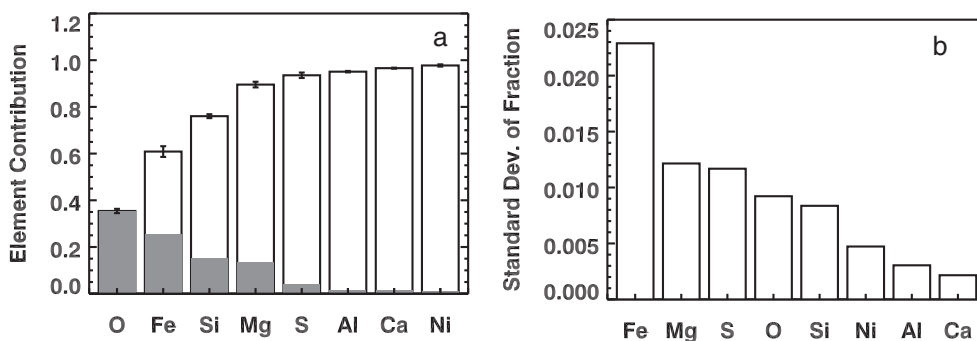 Element Contribution
1.2
1.0
0.8
0.6
0.4
0.2
0.0
a
O Fe Si Mg S Al Ca Ni
Standard Dev. of Fraction
0.025
0.020
0.015
0.010
0.005
0.000
b
Fe Mg S O Si Ni Al Ca